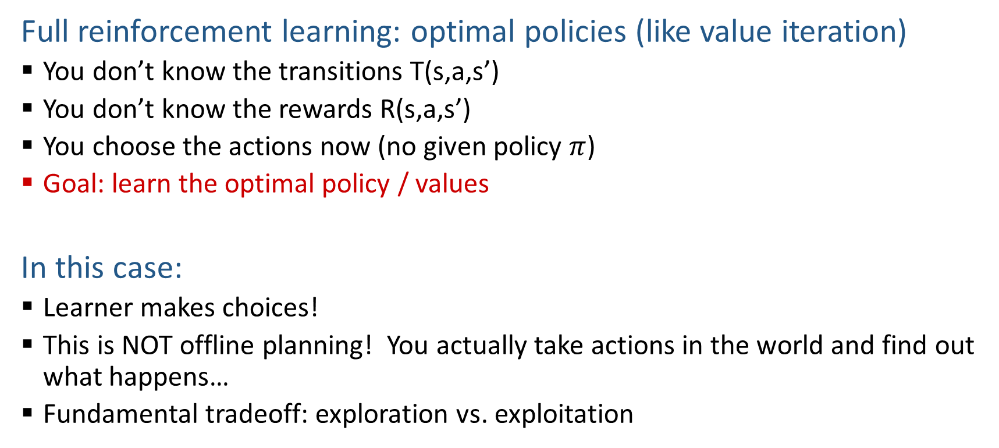 Full reinforcement learning: optimal policies (like value iteration)
▪ You don’t know the transitions T(s,a,s’)
▪ You don’t know the rewards R(s,a,s’)
▪ You choose the actions now (no given policy 𝜋)
▪ Goal: learn the optimal policy / values
In this case:
▪ Learner makes choices!
▪ This is NOT offline planning!  You actually take actions in the world and find out
what happens…
▪ Fundamental tradeoff: exploration vs. exploitation